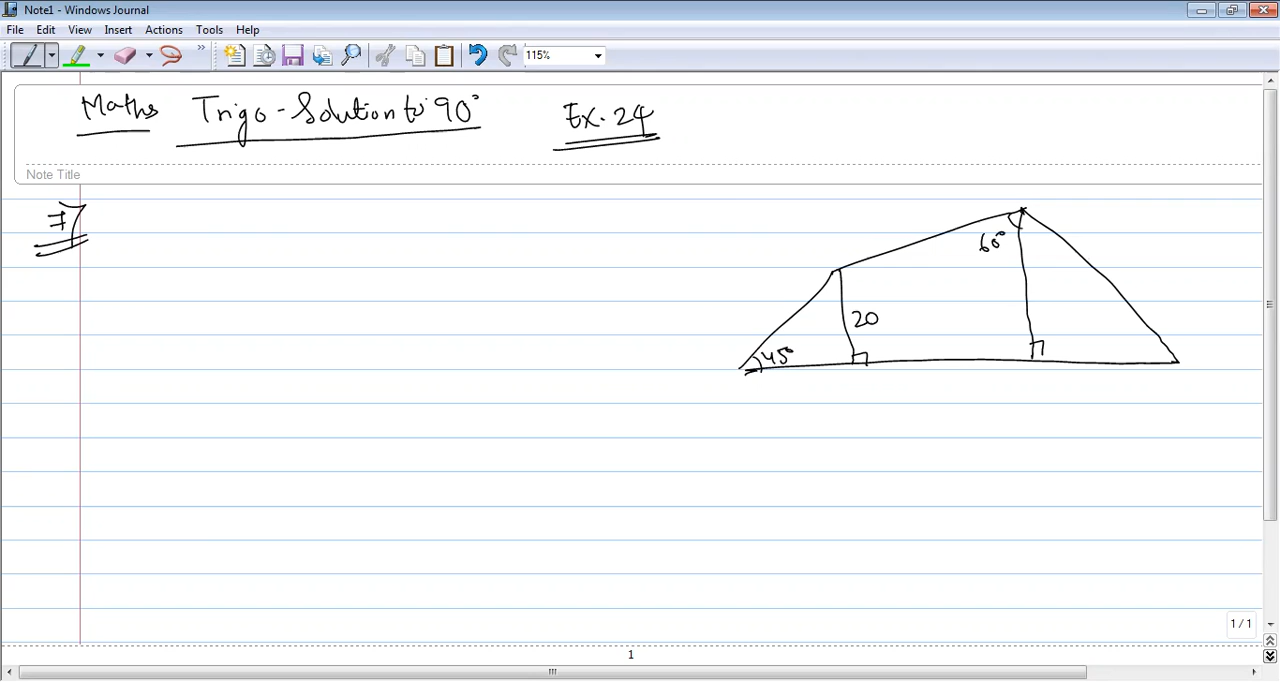 Note1 - Windows Journal
File Edit View Insert Actions Tools Help
115%
Maths Trigo - Solution to 90° Ex. 24
Note Title
7
60°
20
45°
1 / 1
1